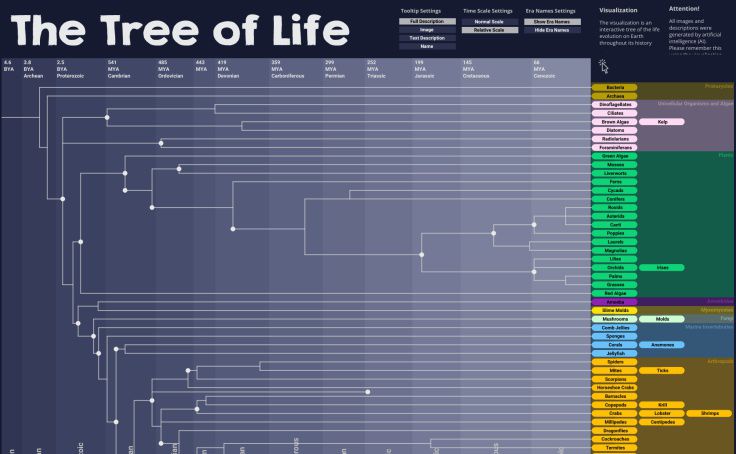 The Tree of Life
Tooltip Settings
Full Description
Image
Text Description
Name
Time Scale Settings
Normal Scale
Relative Scale
Era Names Settings
Show Era Names
Hide Era Names
Visualization
The visualization is an
interactive tree of the life
evolution on Earth
throughout its history
Attention!
All images and
descriptions were
generated by artificial
intelligence (AI).
Please remember this
4.6
BYA
3.8
BYA
Archean
2.5
BYA
Proterozoic
541
MYA
Cambrian
485
MYA
Ordovician
443
MYA
419
MYA
Devonian
359
MYA
Carboniferous
299
MYA
Permian
252
MYA
Triassic
199
MYA
Jurassic
145
MYA
Cretaceous
66
MYA
Cenozoic
Bacteria
Prokaryotes
Archaea
Dinoflagellates
Unicellular Organisms and Algae
Ciliates
Brown Algae Kelp
Diatoms
Radiolarians
Foraminiferans
Green Algae
Plants
Mosses
Liverworts
Ferns
Cycads
Conifers
Rosids
Asterids
Cacti
Poppies
Laurels
Magnolias
Lilies
Orchids Irises
Palms
Grasses
Red Algae
Amoeba
Slime Molds
Mushrooms Molds
Fungi
Comb Jellies
Marine Invertebrates
Sponges
Corals Anemones
Jellyfish
Spiders
Arthropods
Mites Ticks
Scorpions
Horseshoe Crabs
Barnacles
Copepods Krill
Crabs Lobster Shrimps
Millipedes Centipedes
Dragonflies
Cockroaches
Termites